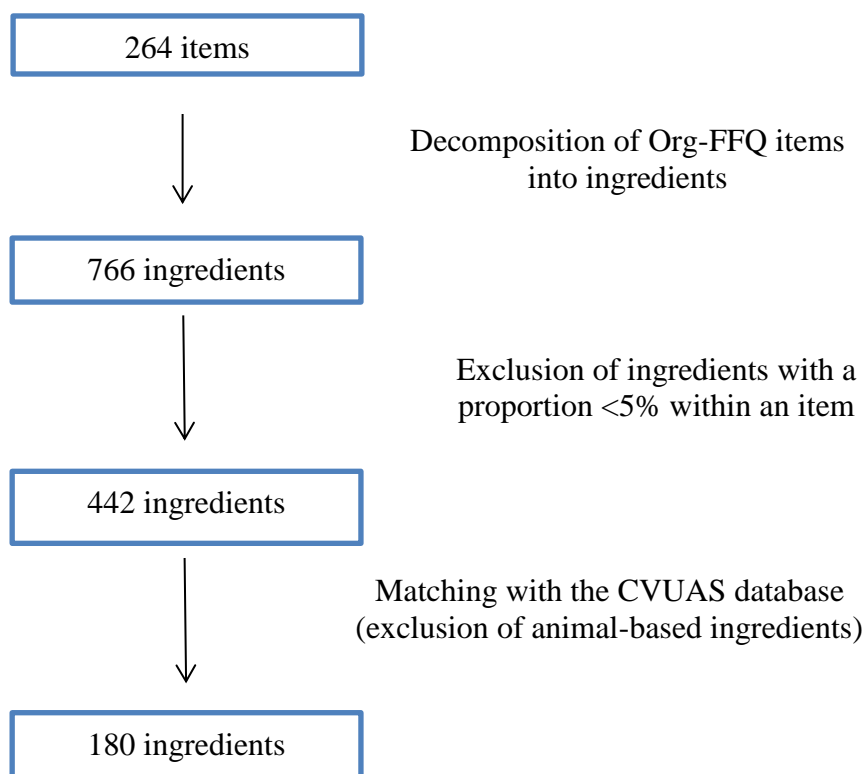 264 items
Decomposition of Org-FFQ items
into ingredients
766 ingredients
Exclusion of ingredients with a
proportion <5% within an item
442 ingredients
Matching with the CVUAS database
(exclusion of animal-based ingredients)
180 ingredients